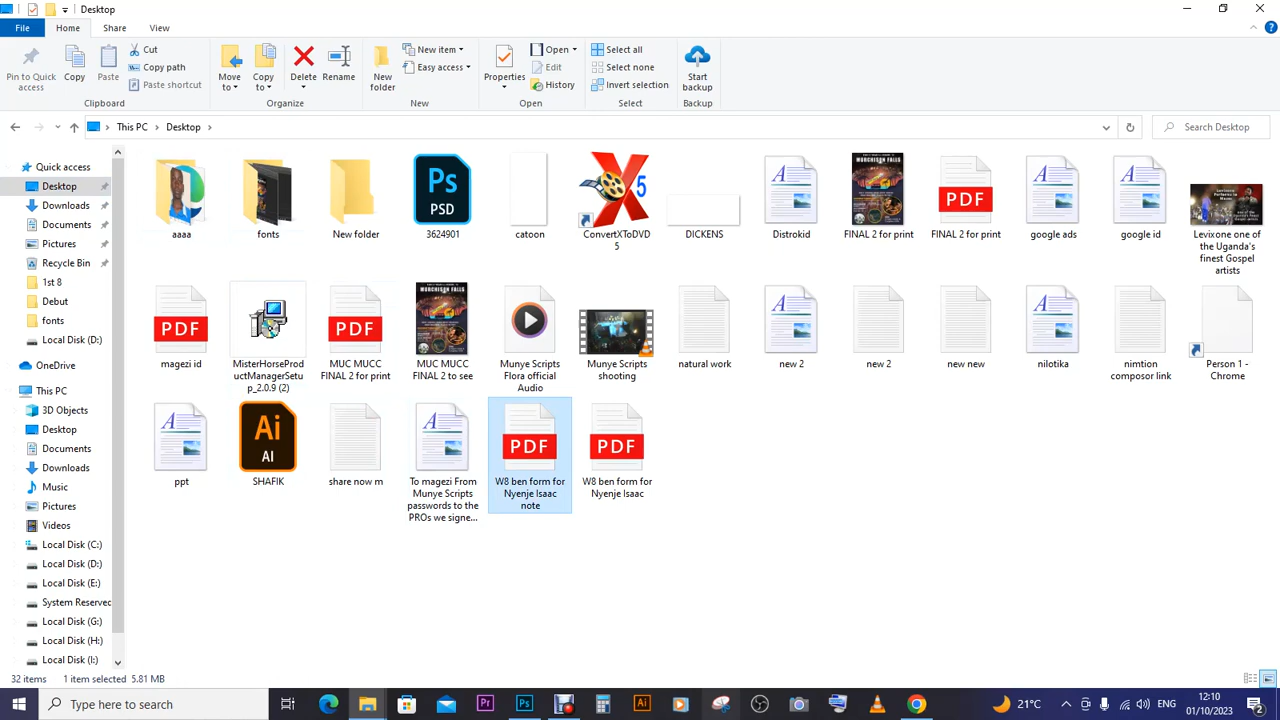 Desktop
File
Home
Share
View
Pin to Quick
access
Copy
Paste
Cut
Copy path
Paste shortcut
Clipboard
Move
to
Copy
to
Delete
Rename
Organize
New
folder
New item
Easy access
New
Properties
Open
Edit
History
Open
Select all
Select none
Invert selection
Select
Start
backup
Backup
This PC
Desktop
Search Desktop
Quick access
Desktop
Downloads
Documents
Pictures
Recycle Bin
1st 8
Debut
fonts
Local Disk (D:)
OneDrive
This PC
3D Objects
Desktop
Documents
Downloads
Music
Pictures
Videos
Local Disk (C:)
Local Disk (D:)
Local Disk (E:)
System Reserved
Local Disk (G:)
Local Disk (H:)
Local Disk (I:)
aaaa
fonts
New folder
Ps
PSD
3624901
catoon
5
ConvertXToDVD
5
DICKENS
Distrokid
FINAL 2 for print
PDF
FINAL 2 for print
google ads
google id
Levixone one of
the Uganda's
finest Gospel
artists
PDF
magezi id
MisterHorseProd
uctManagerSetu
p_2.0.9 (2)
PDF
MUC MUCC
FINAL 2 for print
MUC MUCC
FINAL 2 to see
Munye Scripts
Flora official
Audio
Munye Scripts
shooting
natural work
new 2
new 2
new new
nilotika
nimtion
composor link
Person 1 -
Chrome
ppt
Ai
AI
SHAFIK
share now m
To magezi From
Munye Scripts
passwords to the
PROs we signe...
PDF
W8 ben form for
Nyenje Isaac
note
PDF
W8 ben form for
Nyenje Isaac
32 items
1 item selected 5.81 MB
Type here to search
Pr
Ps
Ai
21°C
ENG
12:10
01/10/2023
2